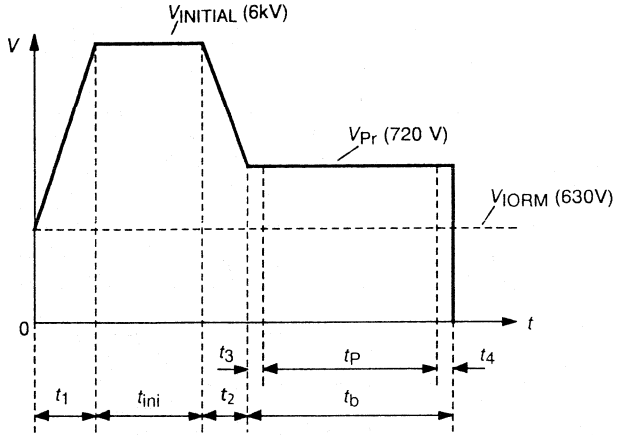 VINITIAL (6kV)
V
VPr (720 V)
VIORM (630V)
0
t
t3
tP
t4
t1
tini
t2
tb